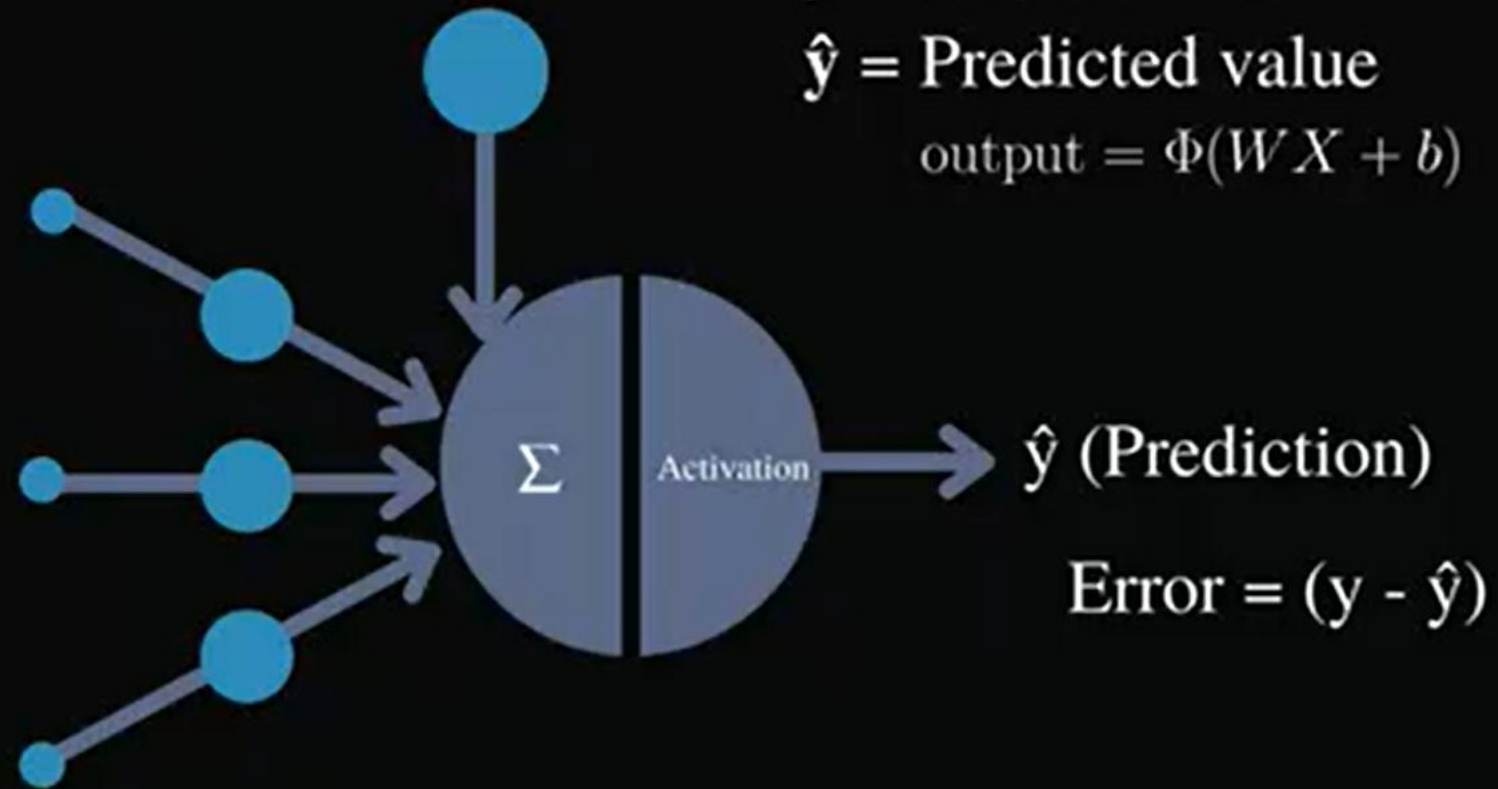 ŷ = Predicted value
output = Φ(WX + b)
Σ
Activation
ŷ (Prediction)
Error = (y - ŷ)